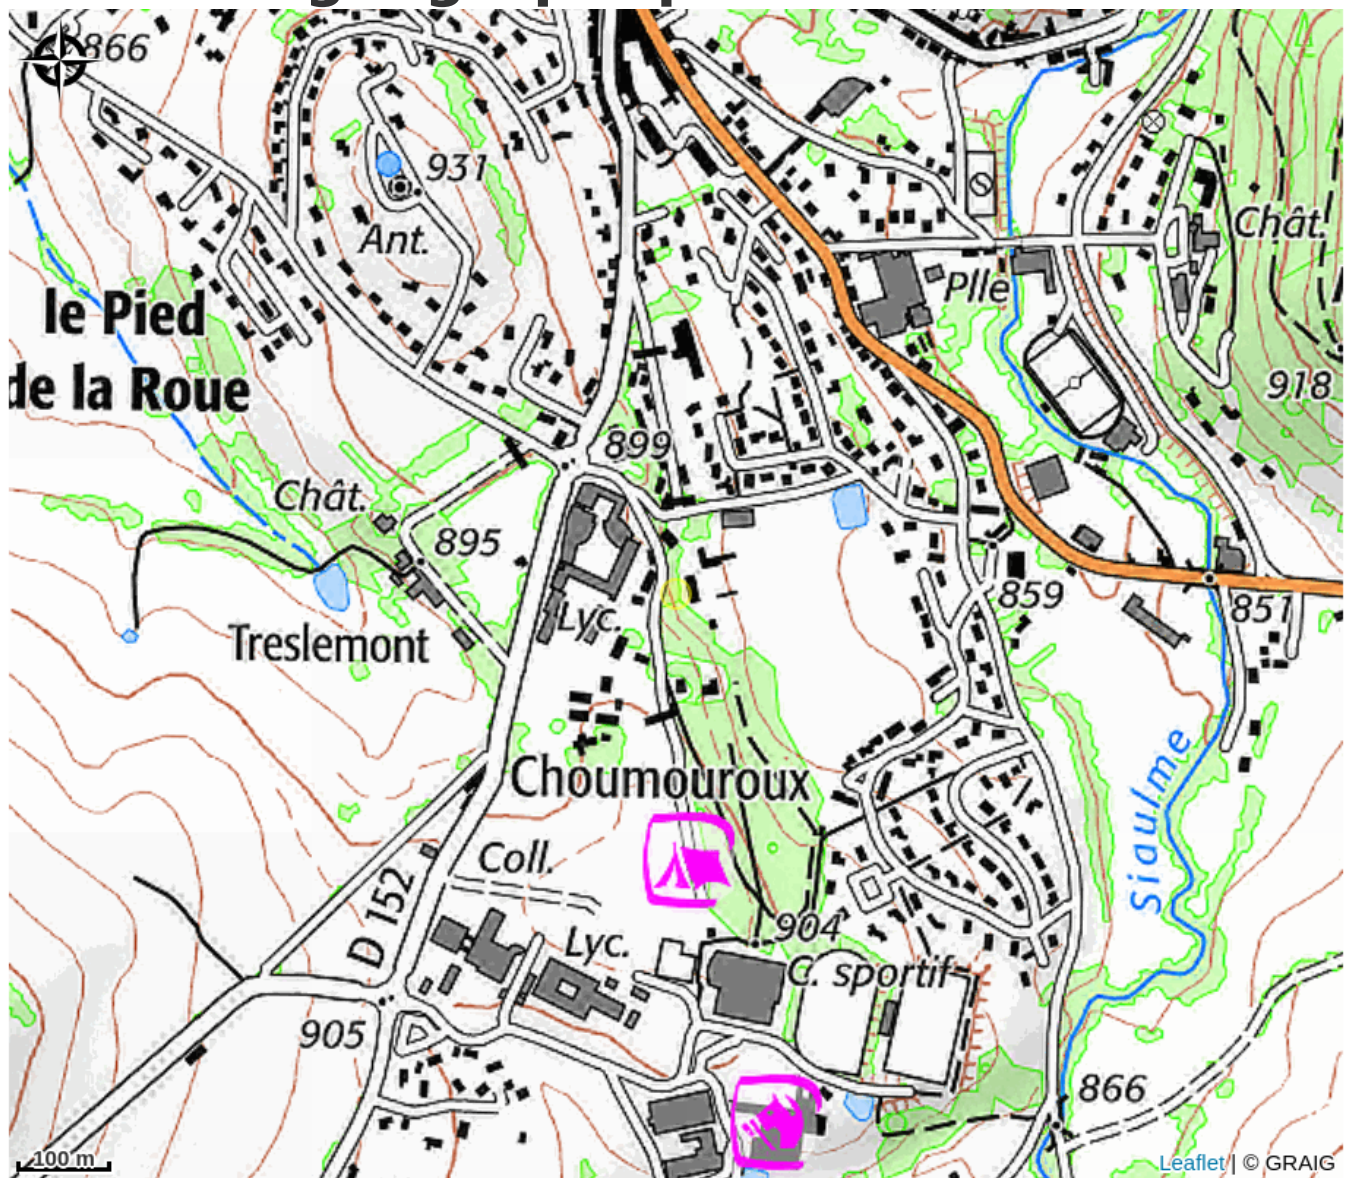 866
931
Ant.
Chât.
Plle
le Pied
de la Roue
918
899
Chât.
895
859
851
Lyc.
Treslemont
Siaulme
Choumouroux
Coll.
D 152
904
Lyc.
C. sportif
905
866
100 m
Leaflet | © GRAIG